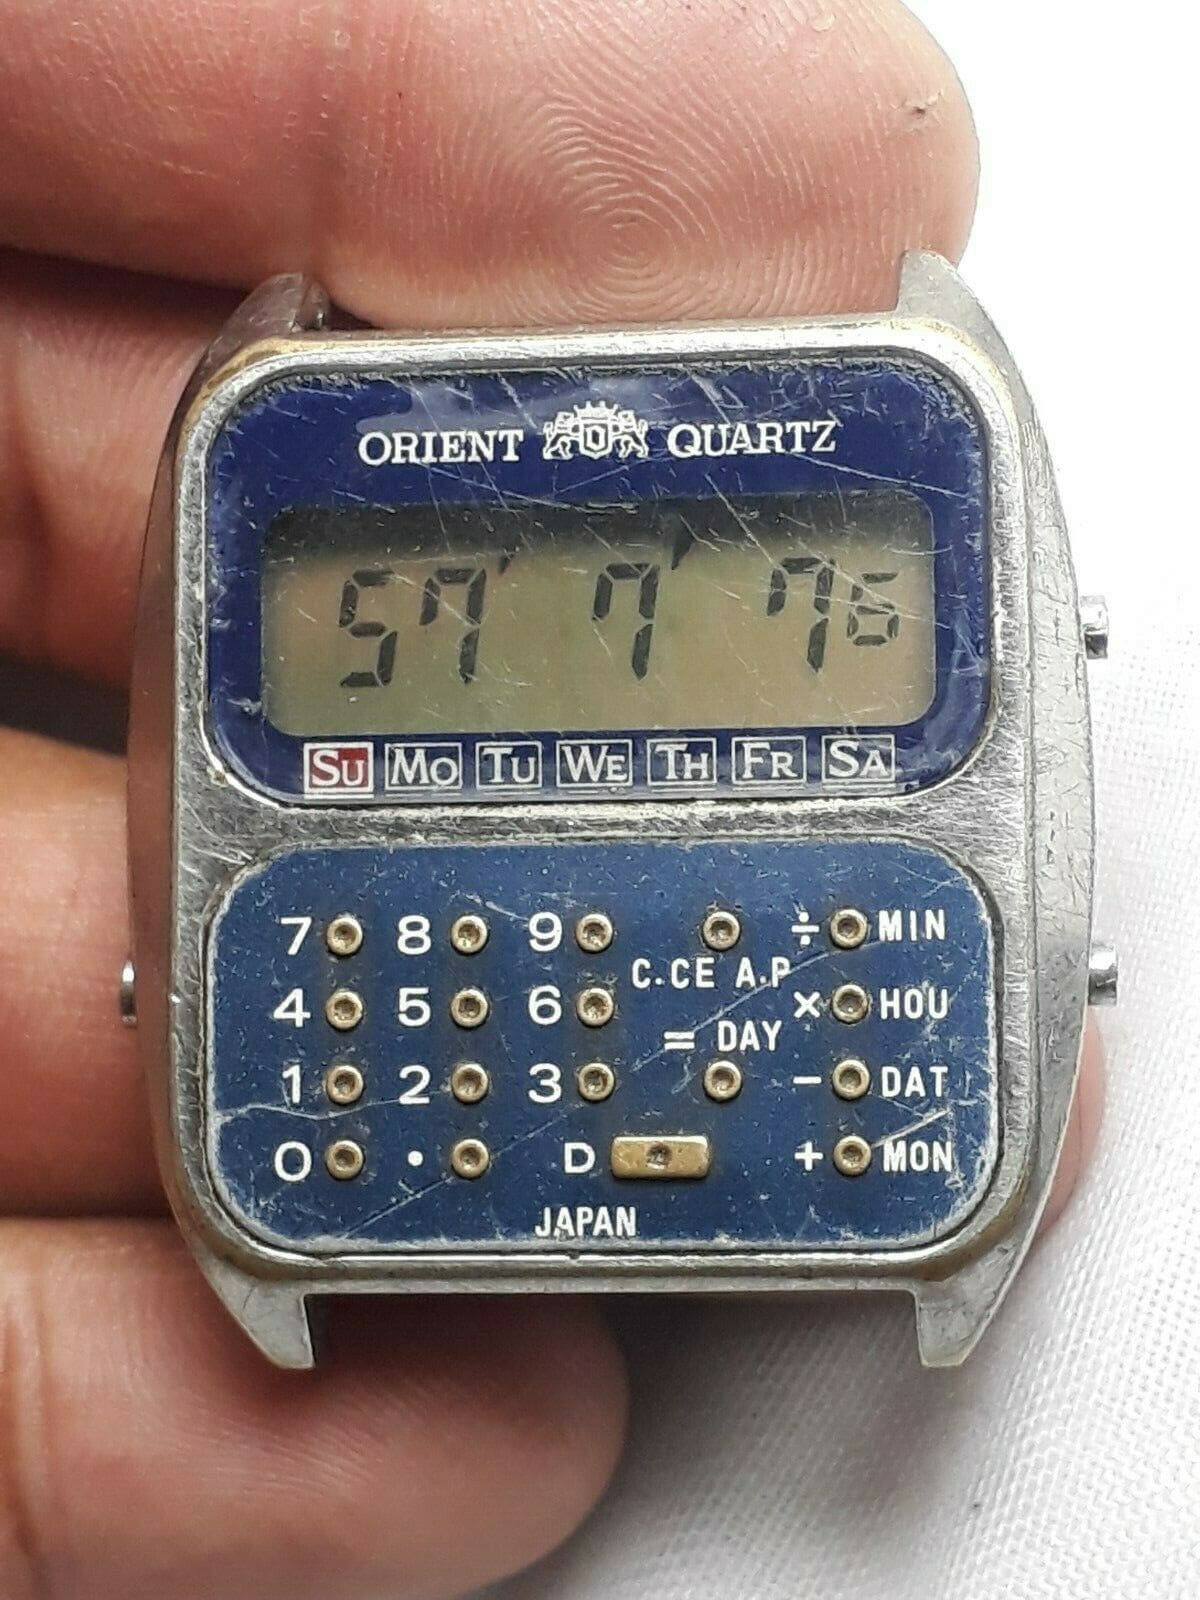 ORIENT QUARTZ
57' 7' 76
SU MO TU WE TH FR SA
7 8 9 ÷ MIN
C.CE A.P
4 5 6 × HOU
= DAY
1 2 3 - DAT
0 • D + MON
JAPAN